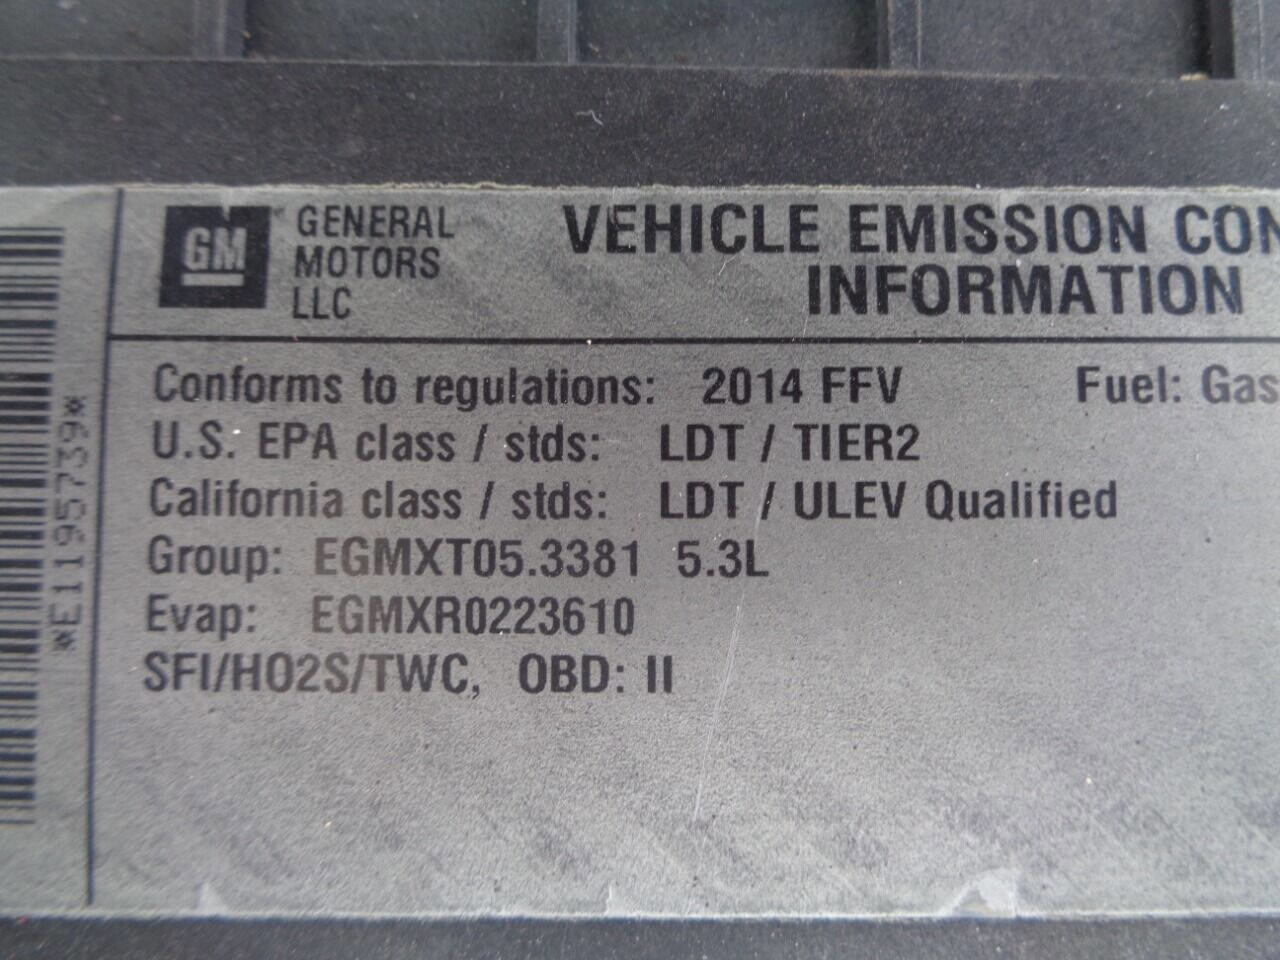 GM
GENERAL
MOTORS
LLC
VEHICLE EMISSION CON
INFORMATION
Conforms to regulations: 2014 FFV Fuel: Gas
U.S. EPA class / stds: LDT / TIER2
California class / stds: LDT / ULEV Qualified
Group: EGMXT05.3381 5.3L
Evap: EGMXR0223610
SFI/HO2S/TWC, OBD: II
*E1195739*